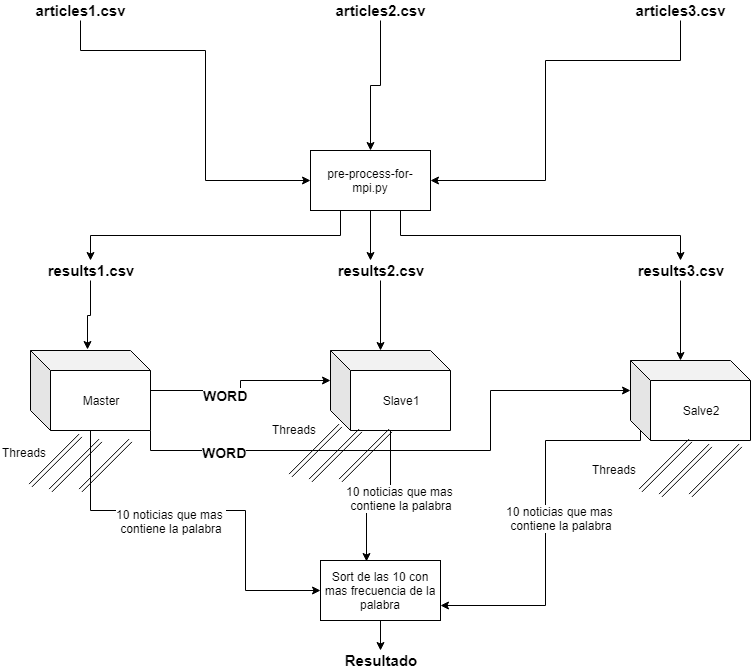 articles1.csv
articles2.csv
articles3.csv
pre-process-for-
mpi.py
results1.csv
results2.csv
results3.csv
Master
WORD
Slave1
Salve2
Threads
WORD
Threads
Threads
10 noticias que mas
contiene la palabra
10 noticias que mas
contiene la palabra
10 noticias que mas
contiene la palabra
Sort de las 10 con
mas frecuencia de la
palabra
Resultado